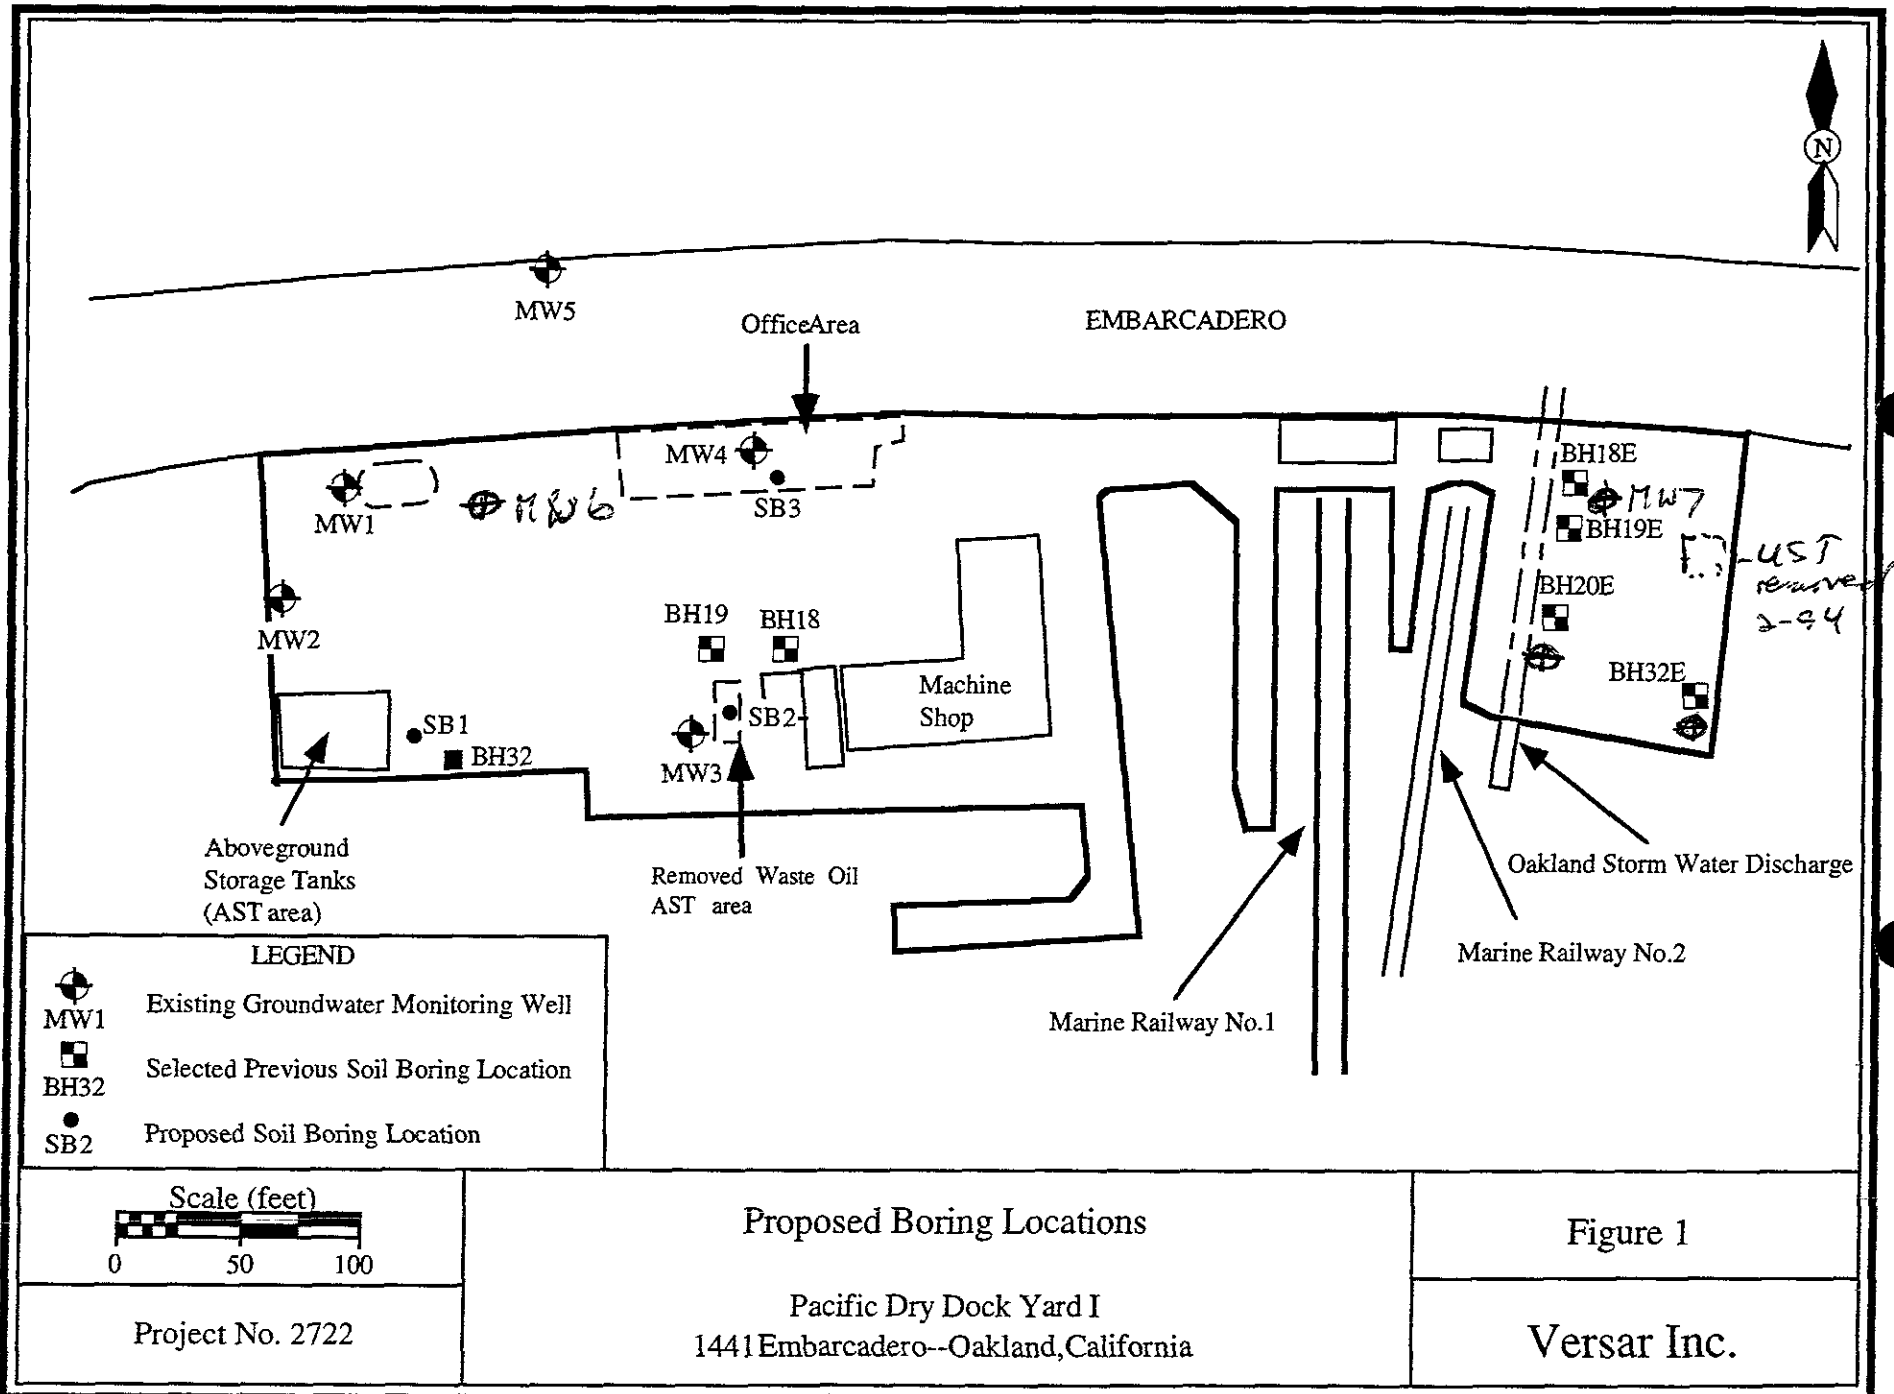 N
MW5
OfficeArea
EMBARCADERO
MW4
SB3
MW1
MW6
BH18E
MW7
BH19E
-UST
removed
2-94
BH20E
BH32E
MW2
BH19
BH18
Machine
Shop
SB1
BH32
SB2
MW3
Aboveground
Storage Tanks
(AST area)
Removed Waste Oil
AST area
Oakland Storm Water Discharge
Marine Railway No.2
Marine Railway No.1
LEGEND
MW1
Existing Groundwater Monitoring Well
BH32
Selected Previous Soil Boring Location
SB2
Proposed Soil Boring Location
Scale (feet)
0 50 100
Project No. 2722
Proposed Boring Locations
Pacific Dry Dock Yard I
1441Embarcadero--Oakland,California
Figure 1
Versar Inc.